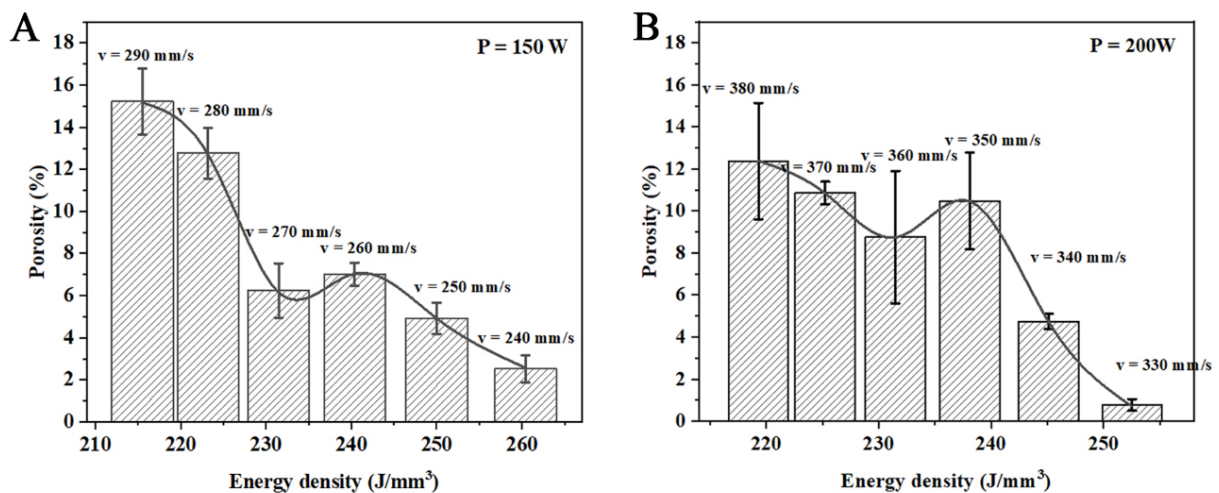 A
P = 150 W
v = 290 mm/s
v = 280 mm/s
v = 270 mm/s
v = 260 mm/s
v = 250 mm/s
v = 240 mm/s
18
16
14
12
10
8
6
4
2
0
Porosity (%)
210 220 230 240 250 260
Energy density (J/mm³)
B
P = 200W
v = 380 mm/s
v = 370 mm/s
v = 360 mm/s
v = 350 mm/s
v = 340 mm/s
v = 330 mm/s
18
16
14
12
10
8
6
4
2
0
Porosity (%)
220 230 240 250
Energy density (J/mm³)